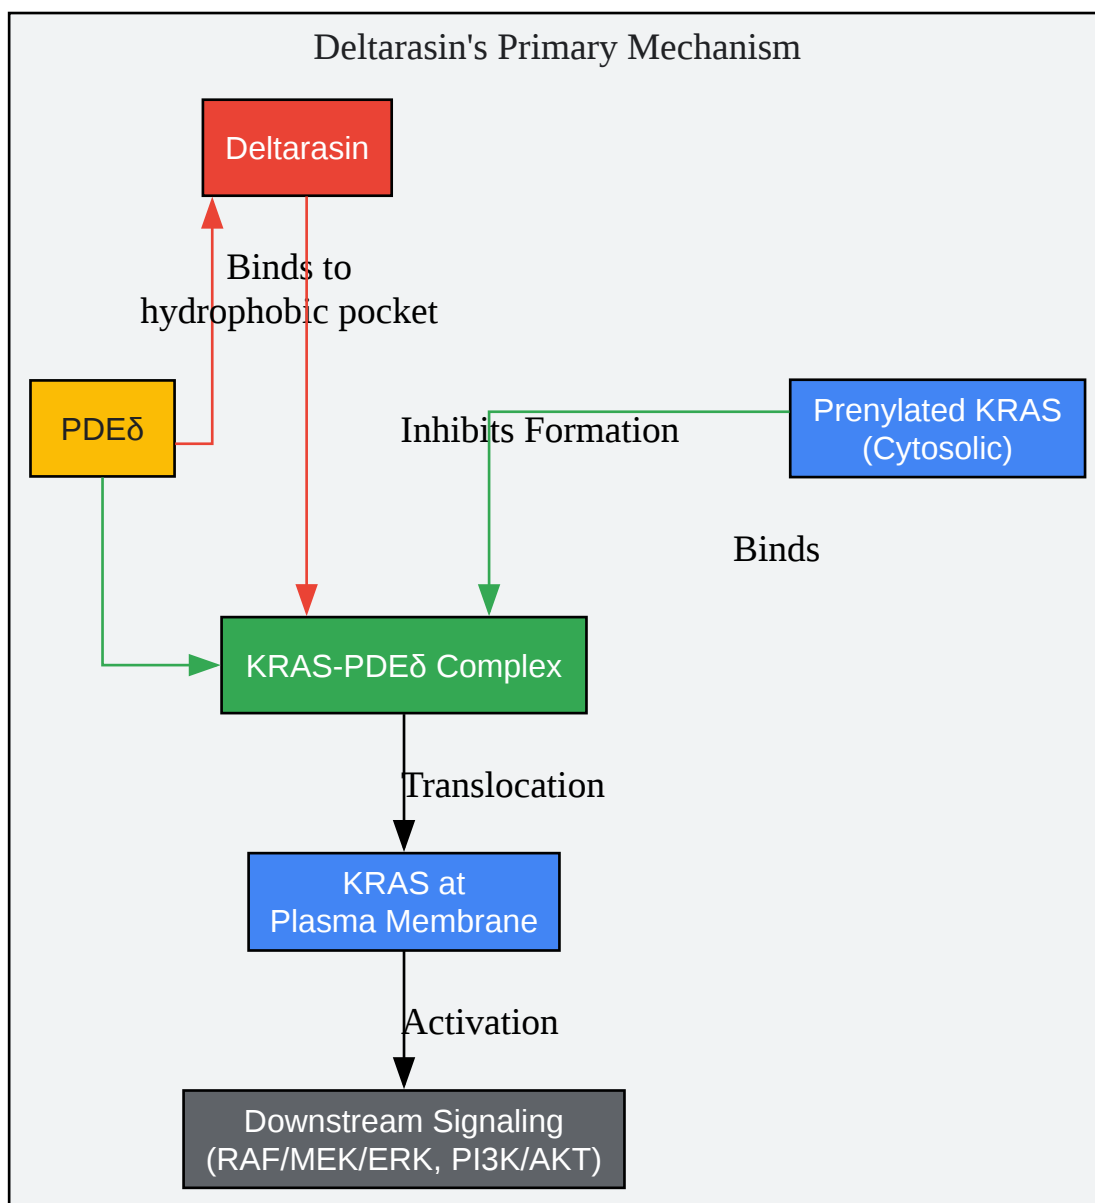 Deltarasin's Primary Mechanism
Deltarasin
Binds to
hydrophobic pocket
PDEδ
Inhibits Formation
Prenylated KRAS
(Cytosolic)
Binds
KRAS-PDEδ Complex
Translocation
KRAS at
Plasma Membrane
Activation
Downstream Signaling
(RAF/MEK/ERK, PI3K/AKT)